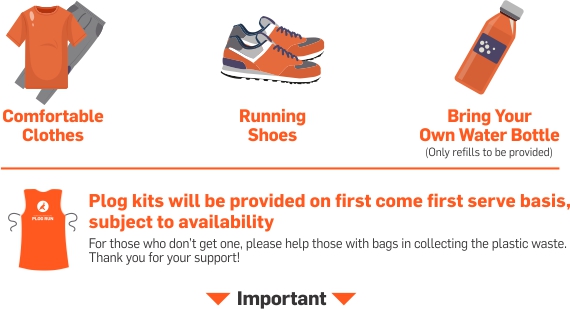 Comfortable
Clothes
Running
Shoes
Bring Your
Own Water Bottle
(Only refills to be provided)
PLOG RUN
Plog kits will be provided on first come first serve basis,
subject to availability
For those who don't get one, please help those with bags in collecting the plastic waste.
Thank you for your support!
Important